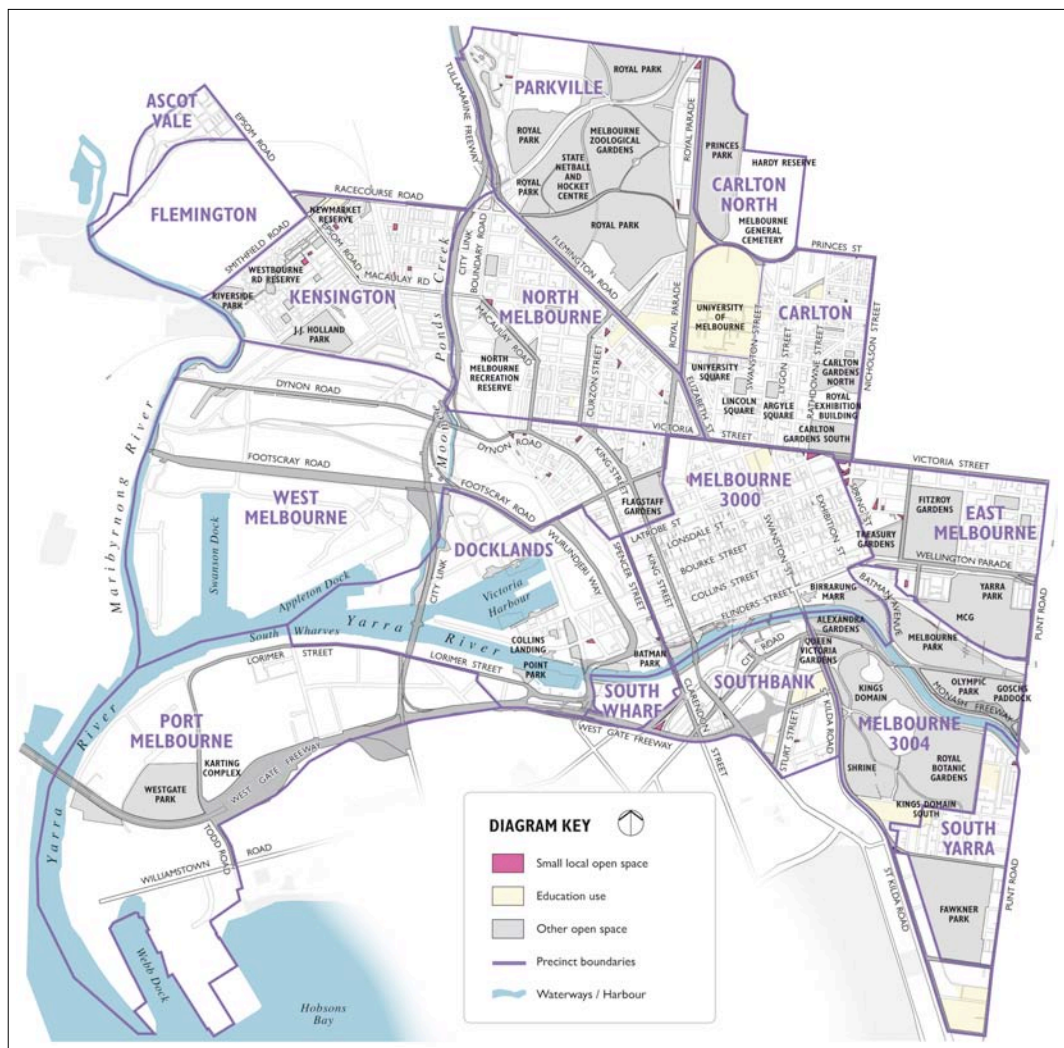 ROYAL PARK
PARKVILLE
TULLAMARINE FREEWAY
ASCOT
VALE
EPSOM ROAD
ROYAL
PARK
MELBOURNE
ZOOLOGICAL
GARDENS
ROYAL PARADE
PRINCES
PARK
HARDY RESERVE
STATE
NETBALL
AND
HOCKET
CENTRE
ROYAL
PARK
CARLTON
NORTH
RACECOURSE ROAD
FLEMINGTON
NEWMARKET
RESERVE
ROYAL PARK
MELBOURNE
GENERAL
CEMETERY
PRINCES ST
SMITHFIELD ROAD
EPSOM ROAD
CITY LINK
BOUNDARY ROAD
FLEMINGTON ROAD
WESTBOURNE
RD RESERVE
MACAULAY RD
RIVERSIDE
PARK
KENSINGTON
J.J. HOLLAND
PARK
NORTH
MELBOURNE
MACAULAY ROAD
ROYAL PARADE
UNIVERSITY
OF
MELBOURNE
CARLTON
SWANSTON STREET
LYGON STREET
RATHDOWNE STREET
NICHOLSON STREET
NORTH
MELBOURNE
RECREATION
RESERVE
CURZON STREET
UNIVERSITY
SQUARE
LINCOLN
SQUARE
ARGYLE
SQUARE
CARLTON
GARDENS
NORTH
ROYAL
EXHIBITION
BUILDING
CARLTON
GARDENS SOUTH
ELIZABETH ST
DYNON ROAD
Moonee Ponds Creek
VICTORIA STREET
DYNON ROAD
KING STREET
VICTORIA STREET
FOOTSCRAY ROAD
Maribyrnong River
WEST
MELBOURNE
FOOTSCRAY ROAD
FLAGSTAFF
GARDENS
MELBOURNE
3000
SPRING ST
FITZROY
GARDENS
EAST
MELBOURNE
TREASURY
GARDENS
WELLINGTON PARADE
LATROBE ST
LONSDALE ST
BOURKE STREET
COLLINS STREET
FLINDERS STREET
SWANSTON ST
EXHIBITION ST
Swanson Dock
DOCKLANDS
WURUNDJERI WAY
SPENCER STREET
KING STREET
Victoria
Harbour
Appleton Dock
CITY LINK
BIRRARUNG
MARR
BATMAN AVENUE
YARRA
PARK
MCG
PUNT ROAD
ALEXANDRA
GARDENS
MELBOURNE
PARK
Yarra River
South Wharves
COLLINS
LANDING
POINT
PARK
BATMAN
PARK
CITY ROAD
QUEEN
VICTORIA
GARDENS
LORIMER STREET
LORIMER STREET
SOUTH
WHARF
CLARENDON STREET
SOUTHBANK
KINGS
DOMAIN
OLYMPIC
PARK
GOSCHS
PADDOCK
MONASH FREEWAY
STURT STREET
ST KILDA ROAD
PORT
MELBOURNE
WEST GATE FREEWAY
MELBOURNE
3004
KARTING
COMPLEX
WEST GATE FREEWAY
WESTGATE
PARK
SHRINE
ROYAL
BOTANIC
GARDENS
Yarra River
TODD ROAD
KINGS DOMAIN
SOUTH
SOUTH
YARRA
WILLIAMSTOWN ROAD
ST KILDA ROAD
PUNT ROAD
FAWKNER
PARK
Webb Dock
Hobsons
Bay
DIAGRAM KEY
Small local open space
Education use
Other open space
Precinct boundaries
Waterways / Harbour